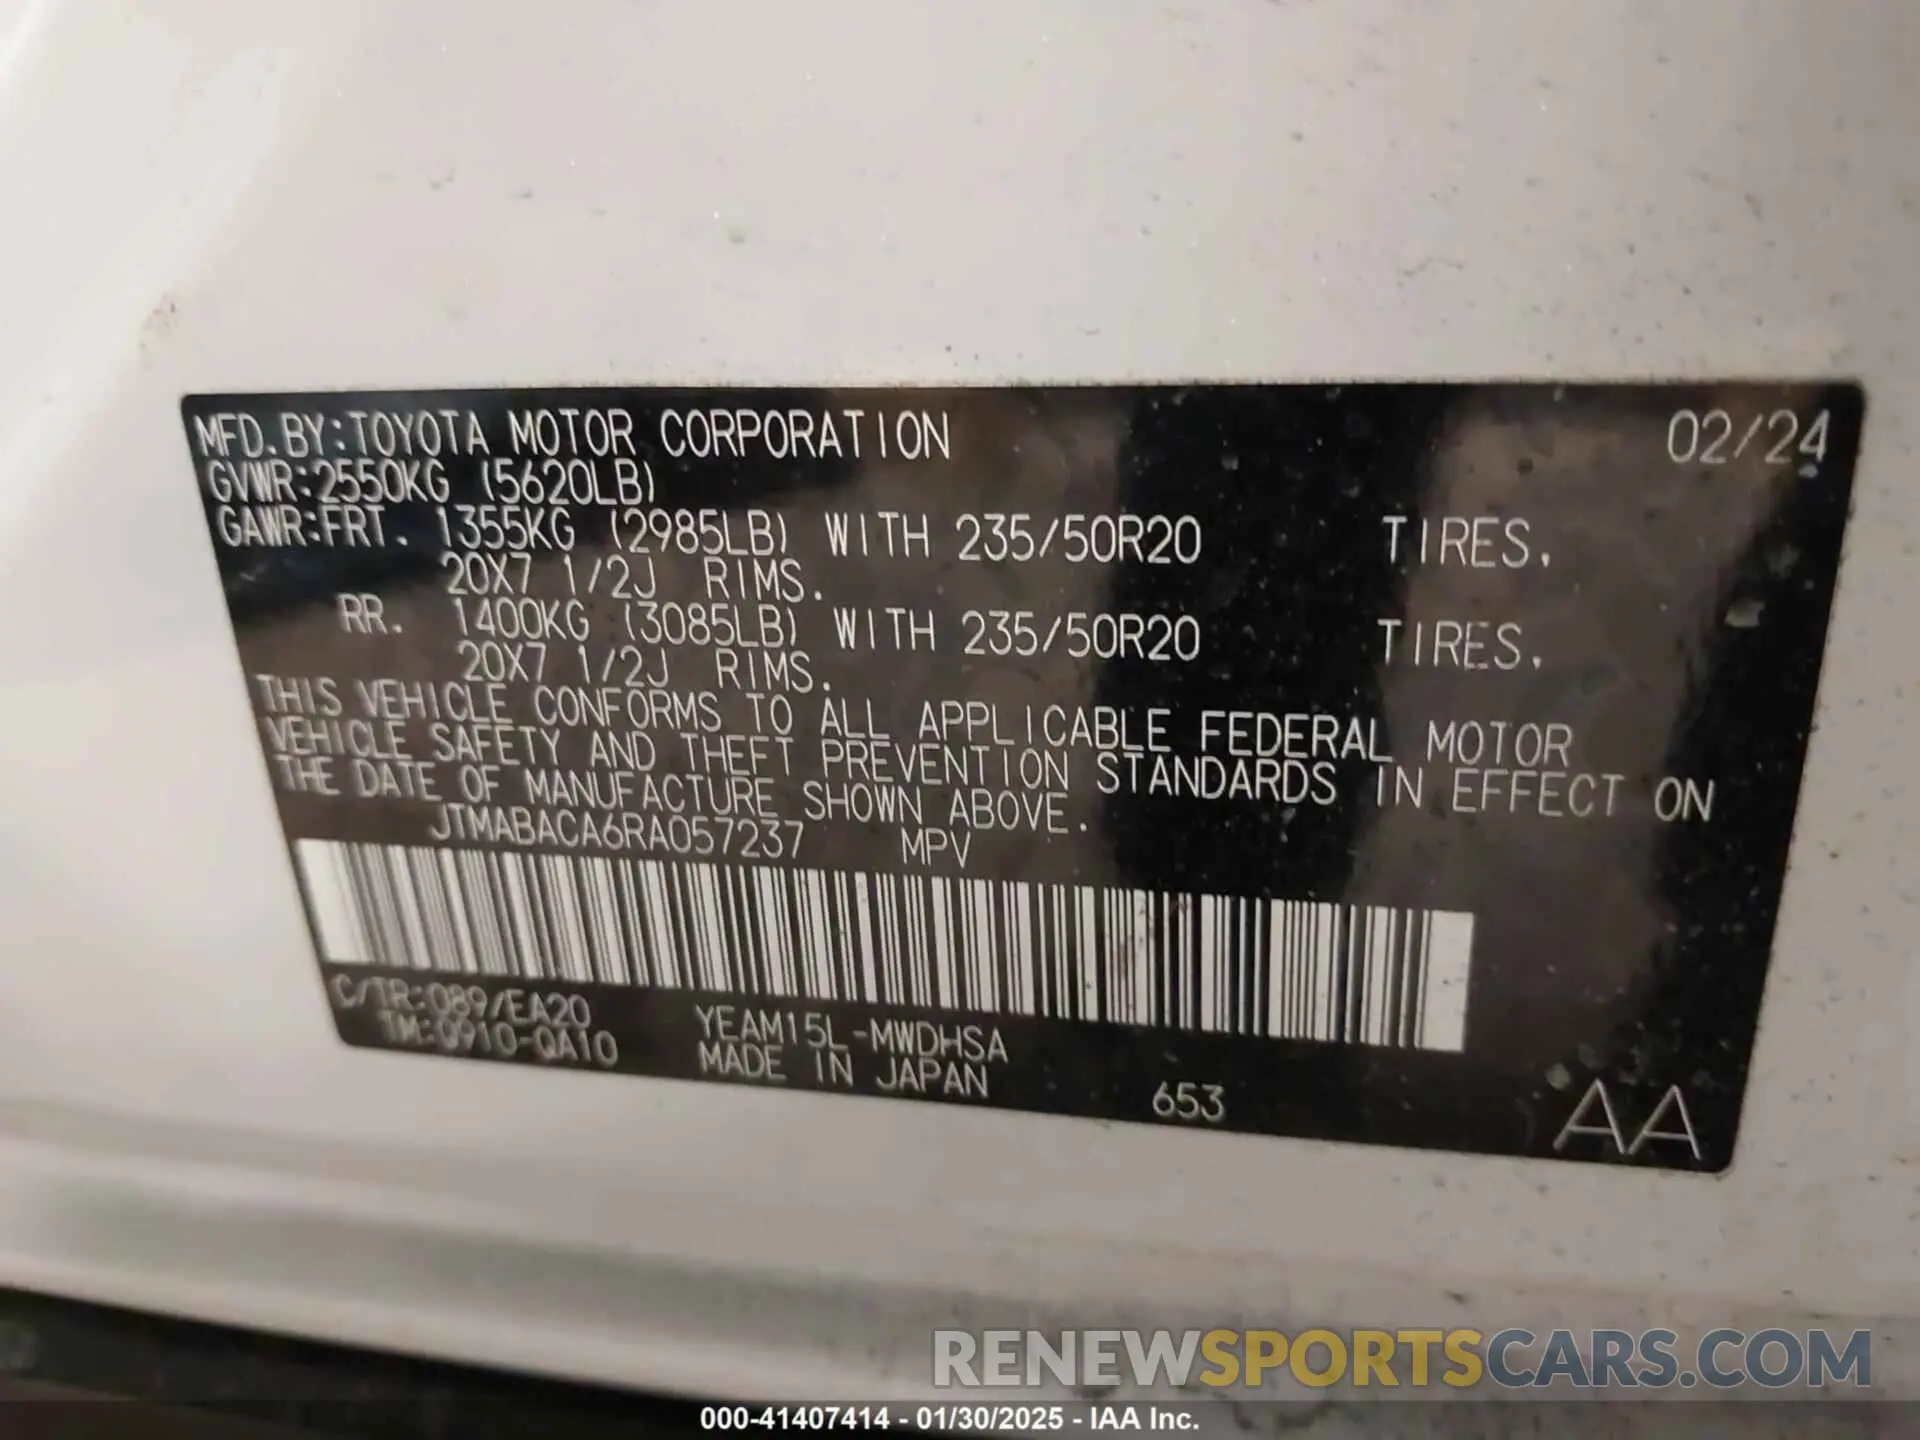 MFD.BY:TOYOTA MOTOR CORPORATION 02/24
GVWR:2550KG (5620LB)
GAWR:FRT. 1355KG (2985LB) WITH 235/50R20 TIRES.
20X7 1/2J RIMS.
RR. 1400KG (3085LB) WITH 235/50R20 TIRES.
20X7 1/2J RIMS.
THIS VEHICLE CONFORMS TO ALL APPLICABLE FEDERAL MOTOR
VEHICLE SAFETY AND THEFT PREVENTION STANDARDS IN EFFECT ON
THE DATE OF MANUFACTURE SHOWN ABOVE.
JTMABACA6RA057237 MPV
C/TR:089/EA20 YEAM15L-MWDHSA
TM:0910-QA10 MADE IN JAPAN 653 AA
RENEWSPORTSCARS.COM
000-41407414 - 01/30/2025 - IAA Inc.